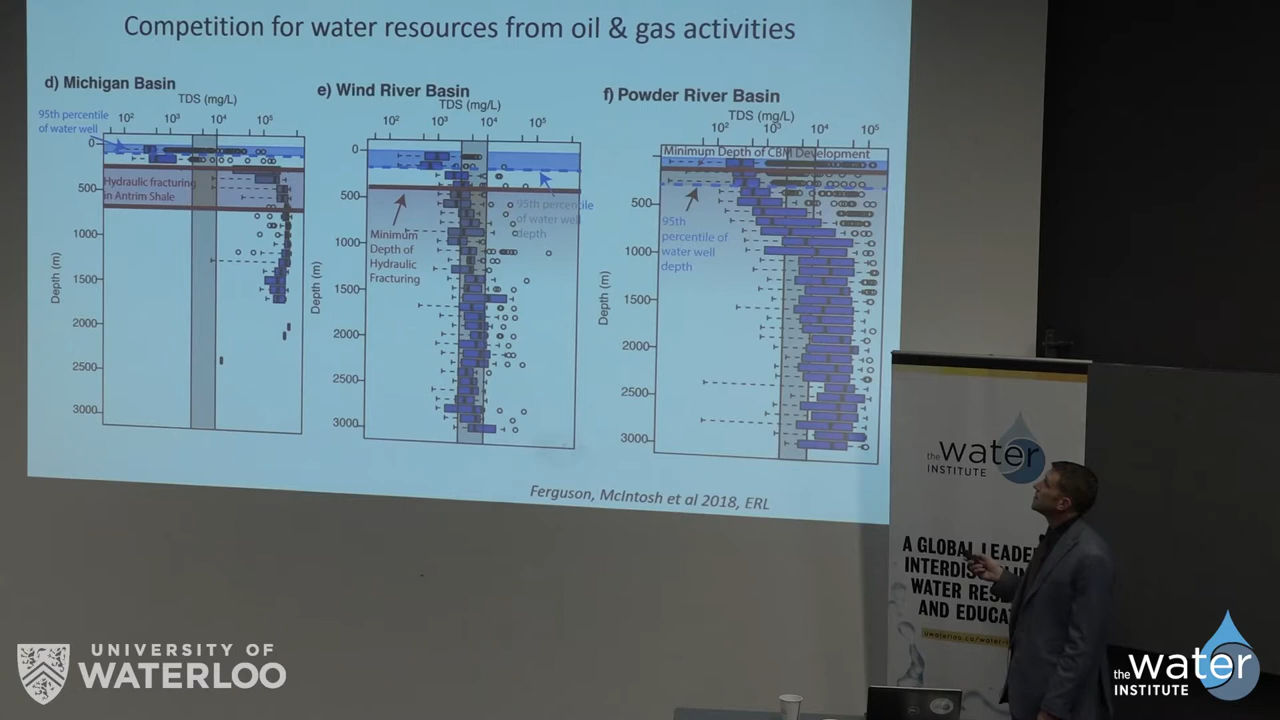 Competition for water resources from oil & gas activities
d) Michigan Basin
TDS (mg/L)
95th percentile
of water well
10² 10³ 10⁴ 10⁵
Hydraulic fracturing
in Antrim Shale
Depth (m)
0
500
1000
1500
2000
2500
3000
e) Wind River Basin
TDS (mg/L)
10² 10³ 10⁴ 10⁵
95th percentile
of water well
depth
Minimum
Depth of
Hydraulic
Fracturing
Depth (m)
0
500
1000
1500
2000
2500
3000
f) Powder River Basin
TDS (mg/L)
10² 10³ 10⁴ 10⁵
Minimum Depth of CBM Development
95th
percentile of
water well
depth
Depth (m)
0
500
1000
1500
2000
2500
3000
Ferguson, McIntosh et al 2018, ERL
the water
INSTITUTE
A GLOBAL
WATER
AND
UNIVERSITY OF
WATERLOO
the water
INSTITUTE